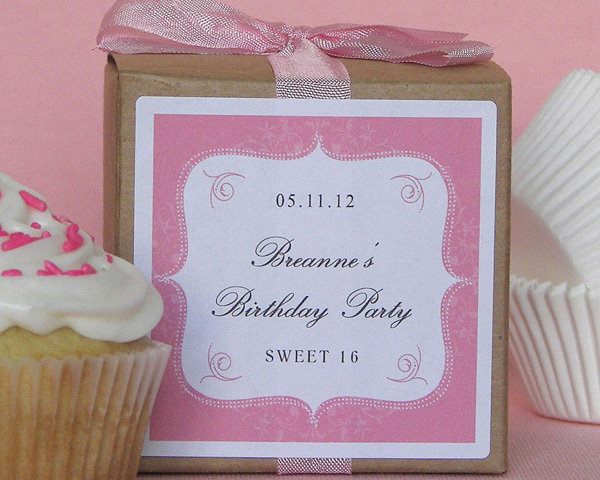 05.11.12
Breanne's
Birthday Party
SWEET 16